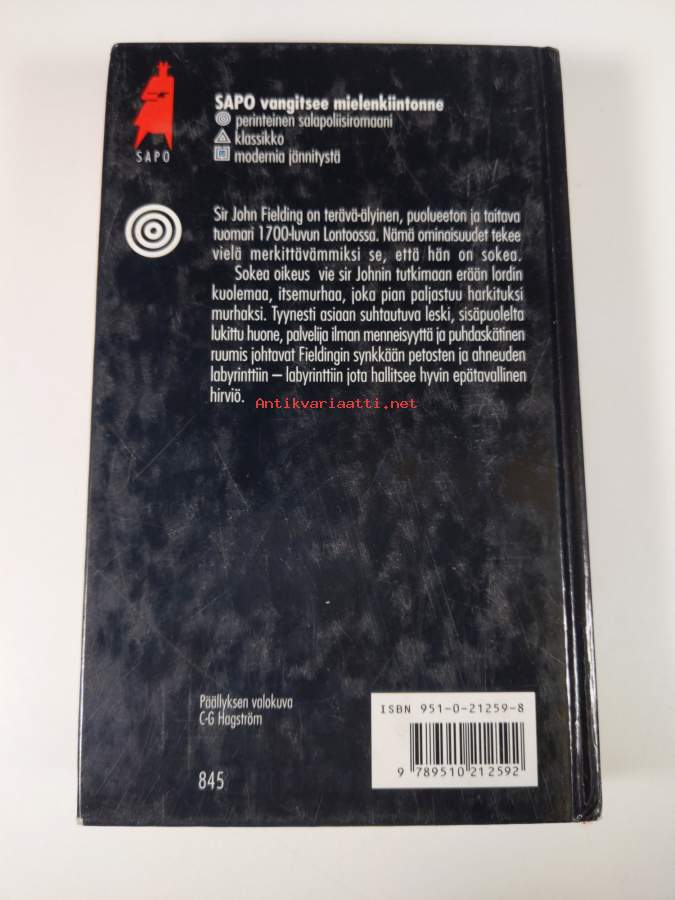 SAPO
SAPO vangitsee mielenkiintonne
perinteinen salapoliisiromaani
klassikko
modernia jännitystä
Sir John Fielding on terävä-älyinen, puolueeton ja taitava
tuomari 1700-luvun Lontoossa. Nämä ominaisuudet tekee
vielä merkittävämmiksi se, että hän on sokea.
Sokea oikeus vie sir Johnin tutkimaan erään lordin
kuolemaa, itsemurhaa, joka pian paljastuu harkituksi
murhaksi. Tyynesti asiaan suhtautuva leski, sisäpuolelta
lukittu huone, palvelija ilman menneisyyttä ja puhdaskätinen
ruumis johtavat Fieldingin synkkään petosten ja ahneuden
labyrinttiin – labyrinttiin jota hallitsee hyvin epätavallinen
hirviö.
Antikvariaatti.net
Päällyksen valokuva
C-G Hagström
845
ISBN 951-0-21259-8
9 789510 212592